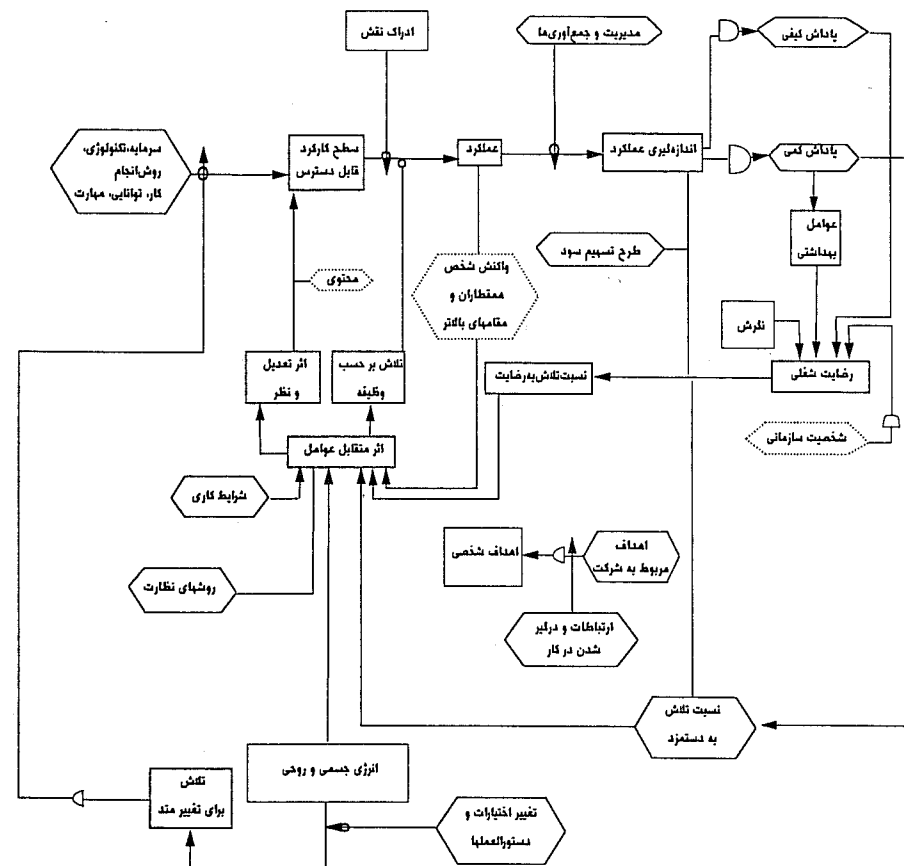 ادراک نقش
مدیریت و جمع‌آوری‌ها
پاداش کیفی
سرمایه،تکنولوژی،
روش‌انجام
کار، توانایی، مهارت
سطح کارکرد
قابل دسترس
عملکرد
اندازه‌گیری عملکرد
پاداش کمی
عوامل
بهداشتی
طرح تسهیم سود
واکنش شخص
همقطاران و
مقامهای بالاتر
محتوی
نگرش
اثر تعدیل
و نظر
تلاش بر حسب
وظیفه
نسبت تلاش به رضایت
رضایت شغلی
شخصیت سازمانی
اثر متقابل عوامل
شرایط کاری
روشهای نظارت
اهداف شخصی
اهداف
مربوط به شرکت
ارتباطات و درگیر
شدن در کار
نسبت تلاش
به دستمزد
انرژی جسمی و روحی
تلاش
برای تغییر متد
تغییر اختیارات و
دستورالعملها